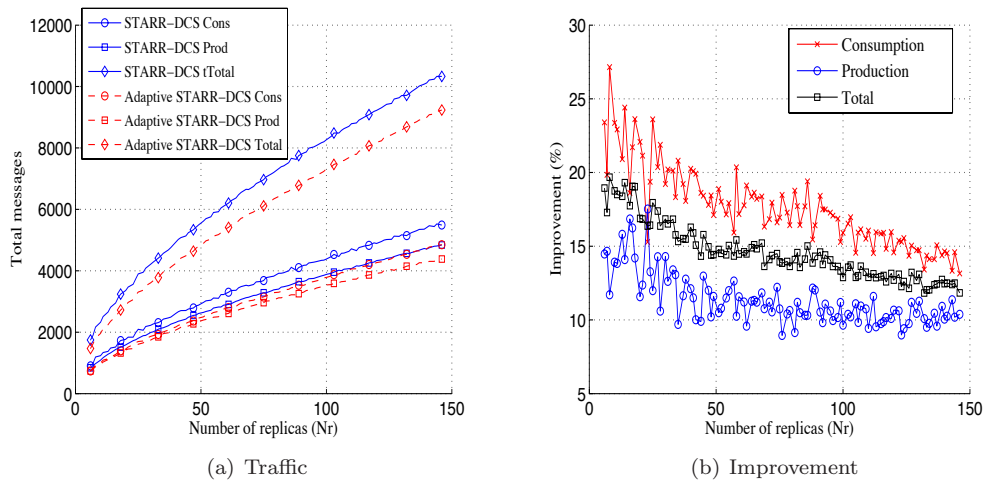 12000
10000
8000
6000
4000
2000
0
0
50
100
150
Total messages
Number of replicas (Nr)
STARR−DCS Cons
STARR−DCS Prod
STARR−DCS tTotal
Adaptive STARR−DCS Cons
Adaptive STARR−DCS Prod
Adaptive STARR−DCS Total
(a) Traffic
30
25
20
15
10
5
0
50
100
150
Improvement (%)
Number of replicas (Nr)
Consumption
Production
Total
(b) Improvement